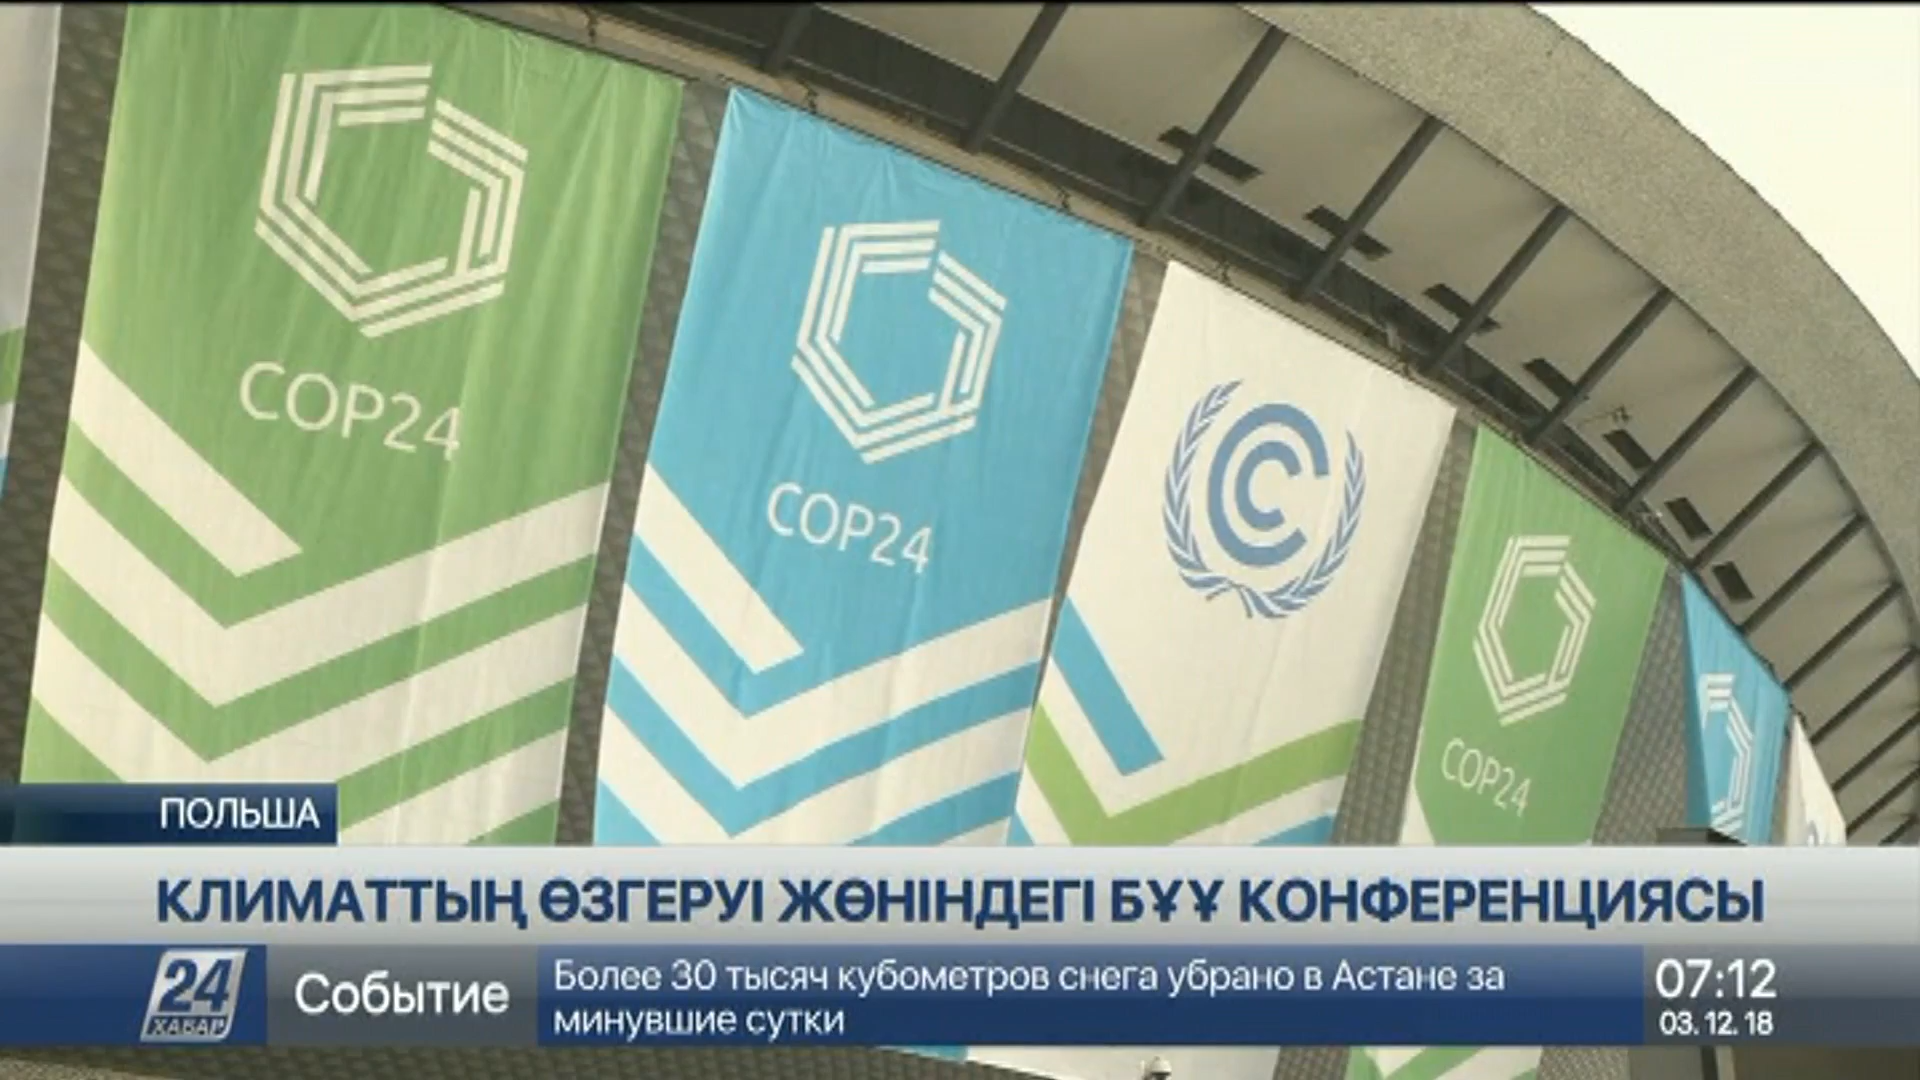 COP24
COP24
COP24
ПОЛЬША
КЛИМАТТЫҢ ӨЗГЕРУІ ЖӨНІНДЕГІ БҰҰ КОНФЕРЕНЦИЯСЫ
24
ХАБАР
Событие
Более 30 тысяч кубометров снега убрано в Астане за
минувшие сутки
07:12
03. 12. 18